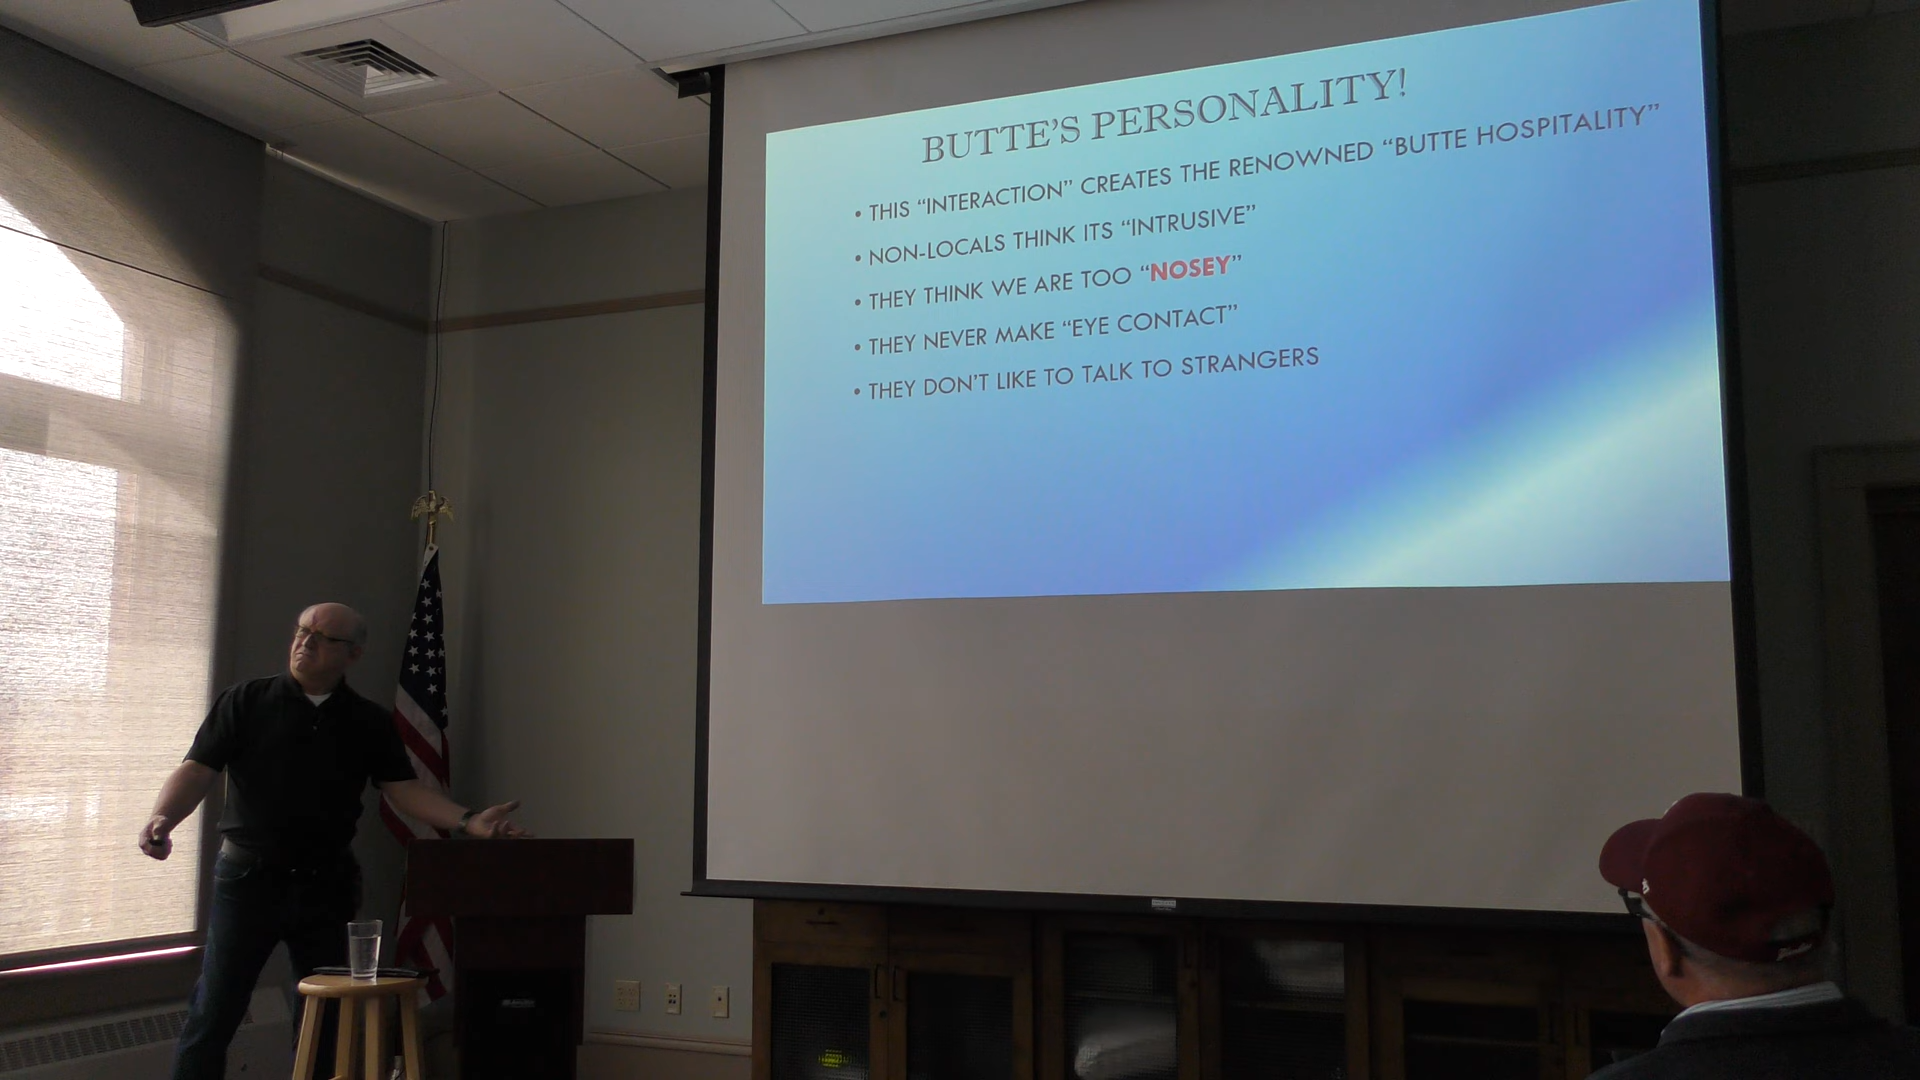 BUTTE'S PERSONALITY!
• THIS “INTERACTION” CREATES THE RENOWNED “BUTTE HOSPITALITY”
• NON-LOCALS THINK ITS “INTRUSIVE”
• THEY THINK WE ARE TOO “NOSEY”
• THEY NEVER MAKE “EYE CONTACT”
• THEY DON'T LIKE TO TALK TO STRANGERS